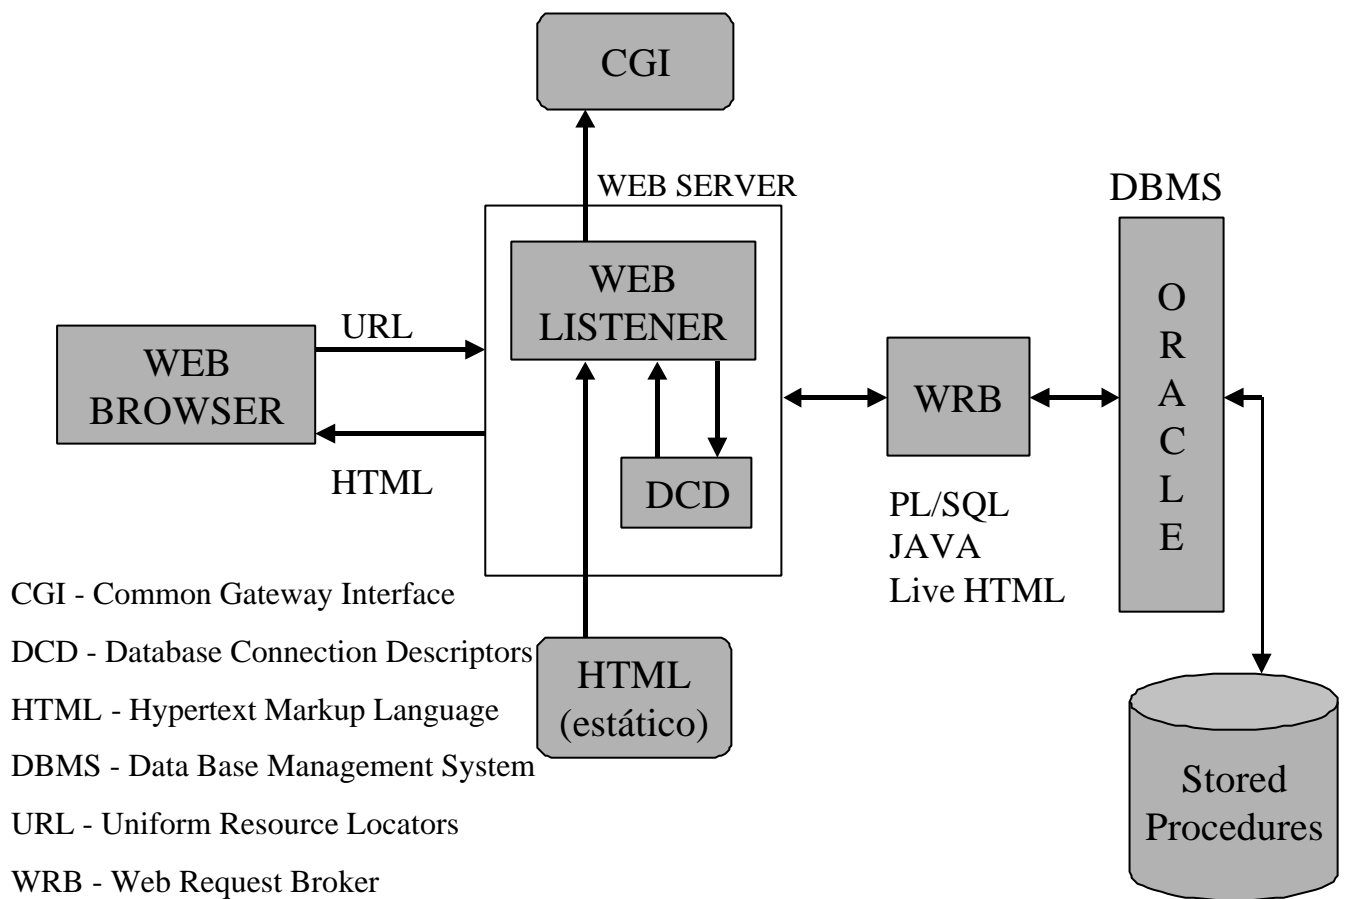 CGI
WEB SERVER
DBMS
WEB
LISTENER
URL
WEB
BROWSER
HTML
DCD
WRB
PL/SQL
JAVA
Live HTML
O
R
A
C
L
E
CGI - Common Gateway Interface
DCD - Database Connection Descriptors
HTML - Hypertext Markup Language
DBMS - Data Base Management System
URL - Uniform Resource Locators
WRB - Web Request Broker
HTML
(estático)
Stored
Procedures